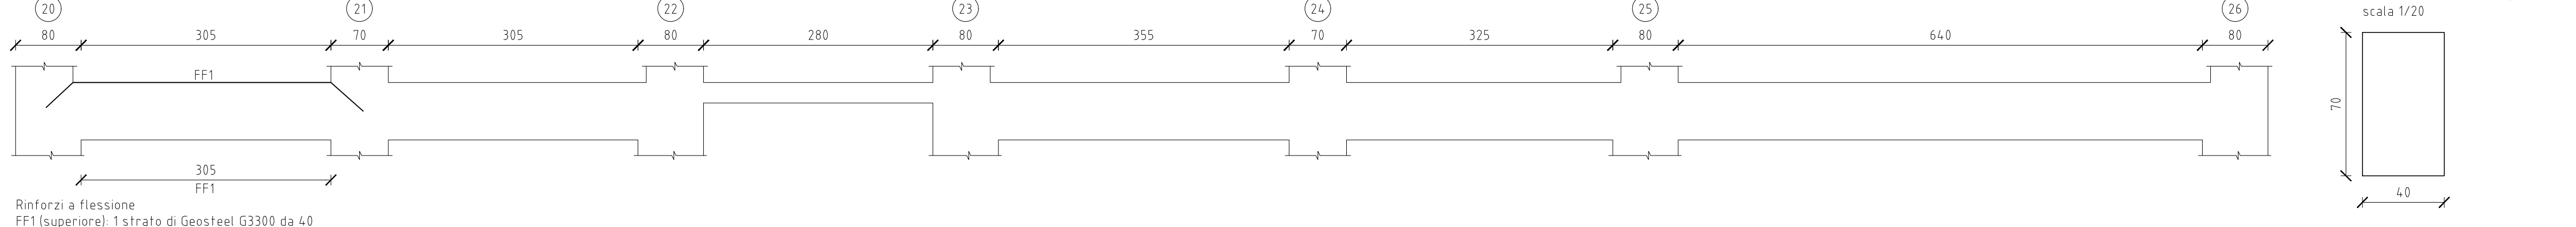 20 21 22 23 24 25 26
scala 1/20
80 305 70 305 80 280 80 355 70 325 80 640 80
FF1
70
305
FF1
40
Rinforzi a flessione
FF1 (superiore): 1 strato di Geosteel G3300 da 40